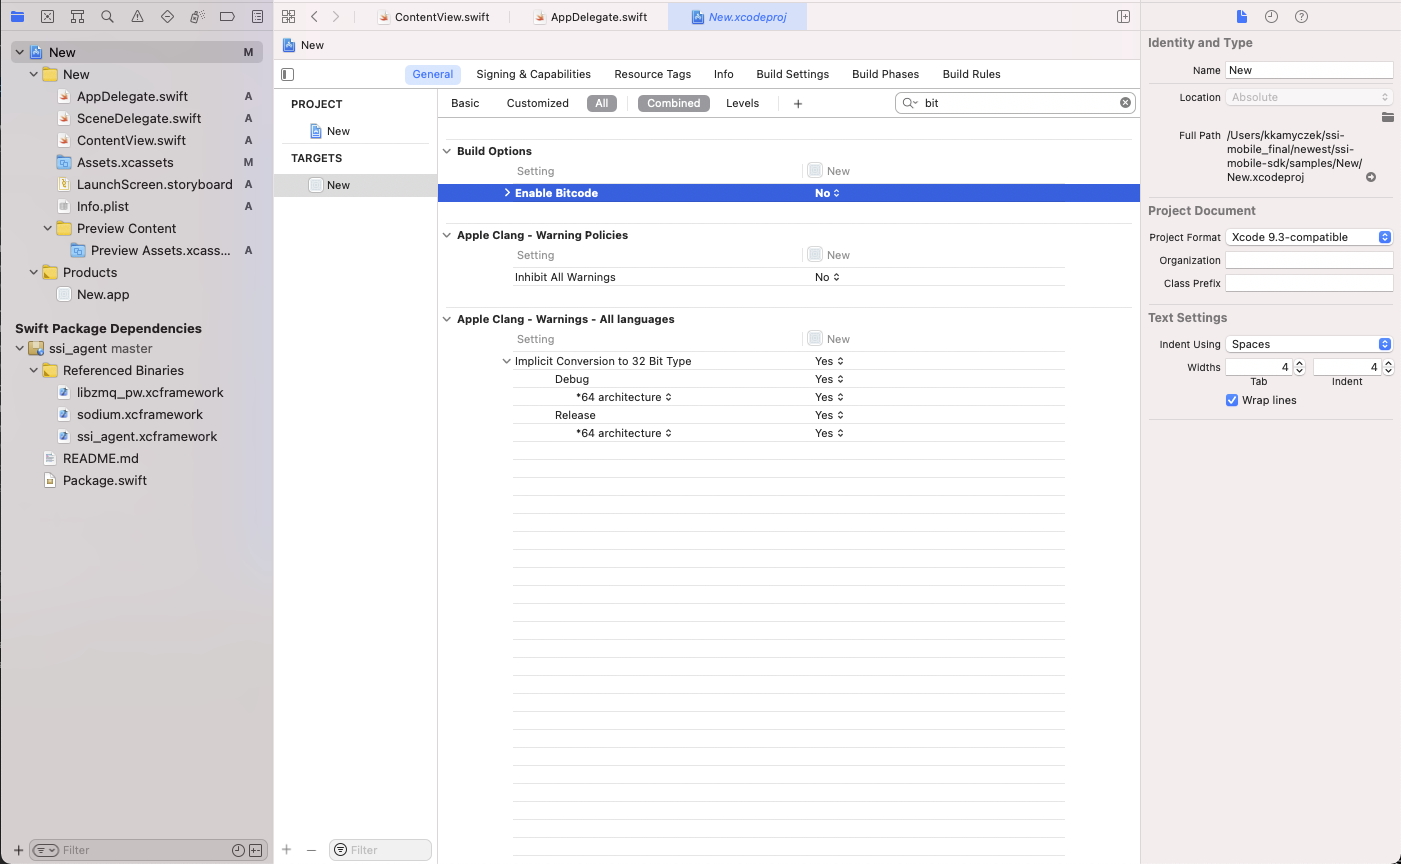 ContentView.swift
AppDelegate.swift
New.xcodeproj
New M
New
AppDelegate.swift A
SceneDelegate.swift A
ContentView.swift A
Assets.xcassets M
LaunchScreen.storyboard A
Info.plist A
Preview Content
Preview Assets.xcass... A
Products
New.app
Swift Package Dependencies
ssi_agent master
Referenced Binaries
libzmq_pw.xcframework
sodium.xcframework
ssi_agent.xcframework
README.md
Package.swift
Filter
New
General Signing & Capabilities Resource Tags Info Build Settings Build Phases Build Rules
PROJECT
New
TARGETS
New
Filter
Basic Customized All Combined Levels + bit
Build Options
Setting New
Enable Bitcode No
Apple Clang - Warning Policies
Setting New
Inhibit All Warnings No
Apple Clang - Warnings - All languages
Setting New
Implicit Conversion to 32 Bit Type Yes
Debug Yes
*64 architecture Yes
Release Yes
*64 architecture Yes
Identity and Type
Name New
Location Absolute
Full Path /Users/kkamyczek/ssi-
mobile_final/newest/ssi-
mobile-sdk/samples/New/
New.xcodeproj
Project Document
Project Format Xcode 9.3-compatible
Organization
Class Prefix
Text Settings
Indent Using Spaces
Widths 4 4
Tab Indent
Wrap lines